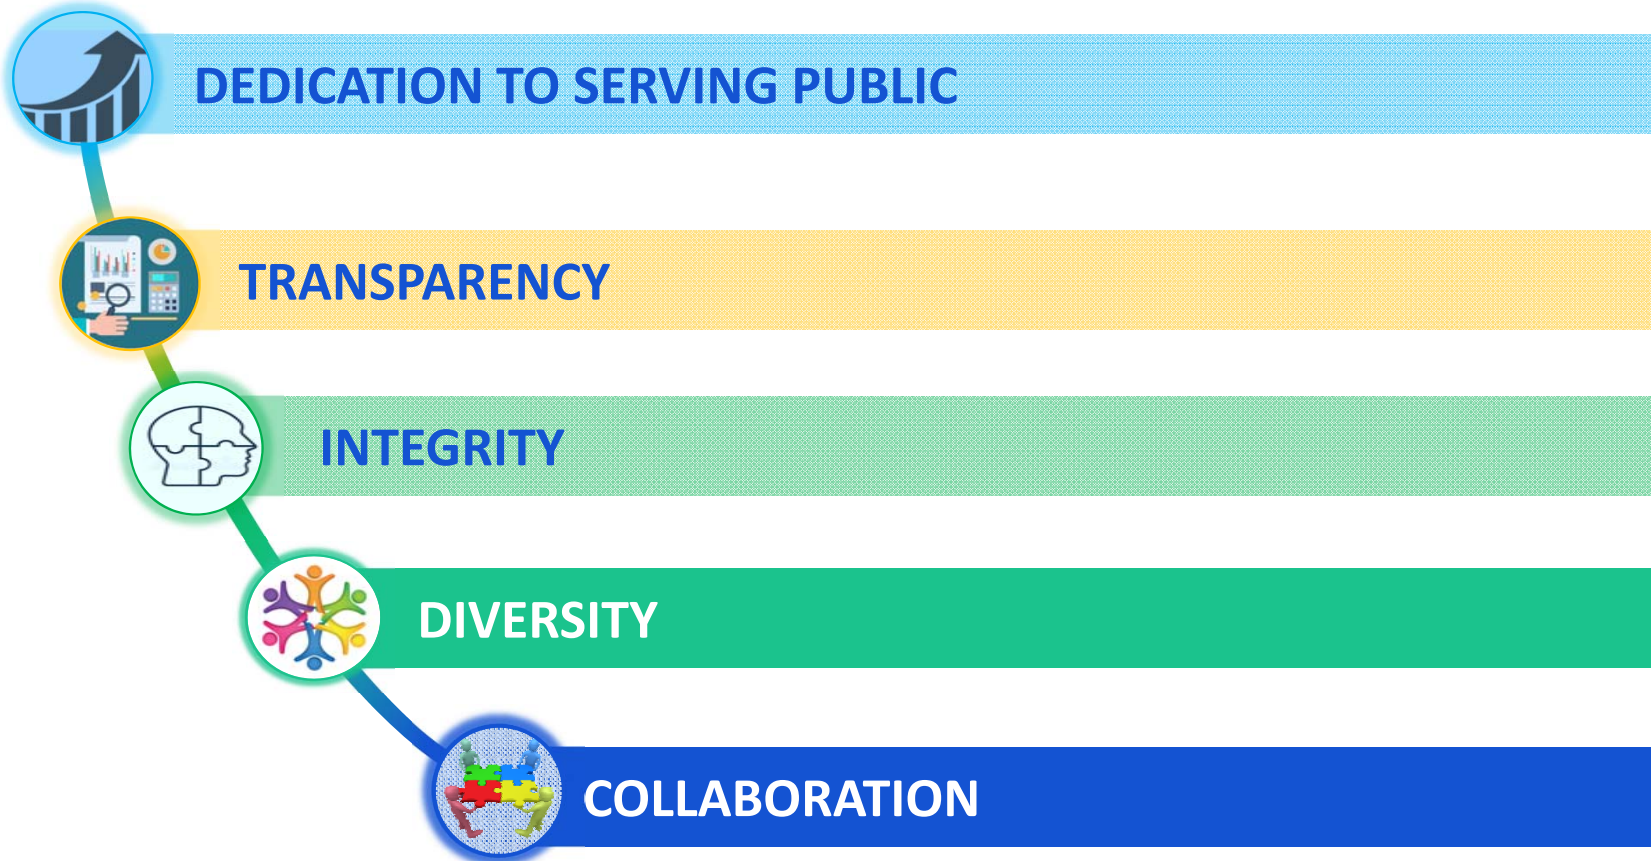 DEDICATION TO SERVING PUBLIC
TRANSPARENCY
INTEGRITY
DIVERSITY
COLLABORATION